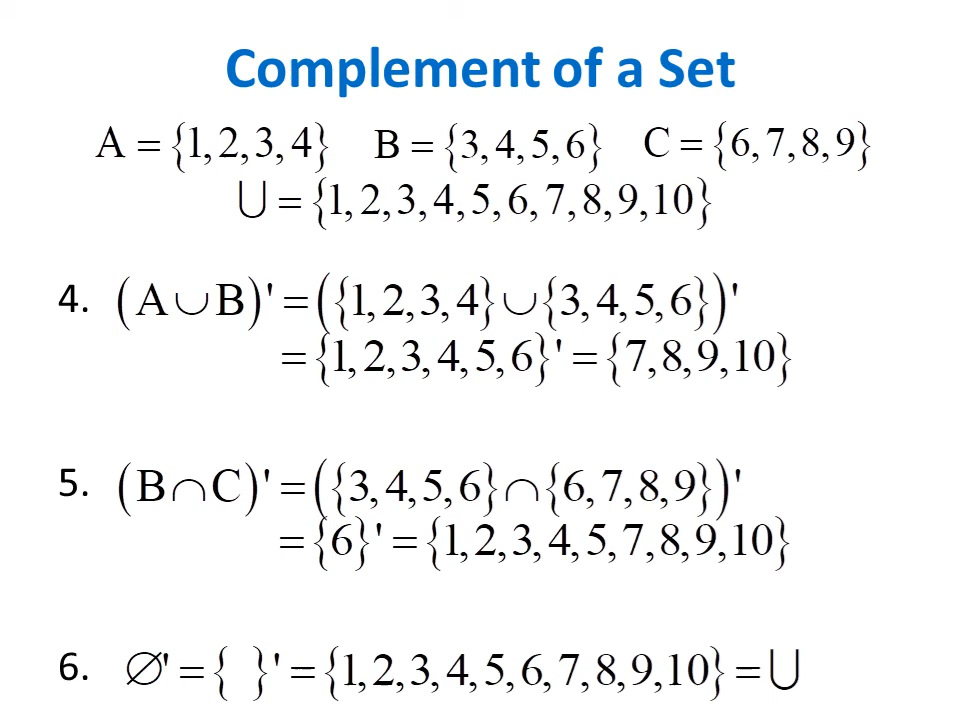 Complement of a Set
A = {1, 2, 3, 4} B = {3, 4, 5, 6} C = {6, 7, 8, 9}
U = {1, 2, 3, 4, 5, 6, 7, 8, 9, 10}
4. (A ∪ B)' = ({1, 2, 3, 4} ∪ {3, 4, 5, 6})'
= {1, 2, 3, 4, 5, 6}' = {7, 8, 9, 10}
5. (B ∩ C)' = ({3, 4, 5, 6} ∩ {6, 7, 8, 9})'
= {6}' = {1, 2, 3, 4, 5, 7, 8, 9, 10}
6. ∅' = { }' = {1, 2, 3, 4, 5, 6, 7, 8, 9, 10} = U